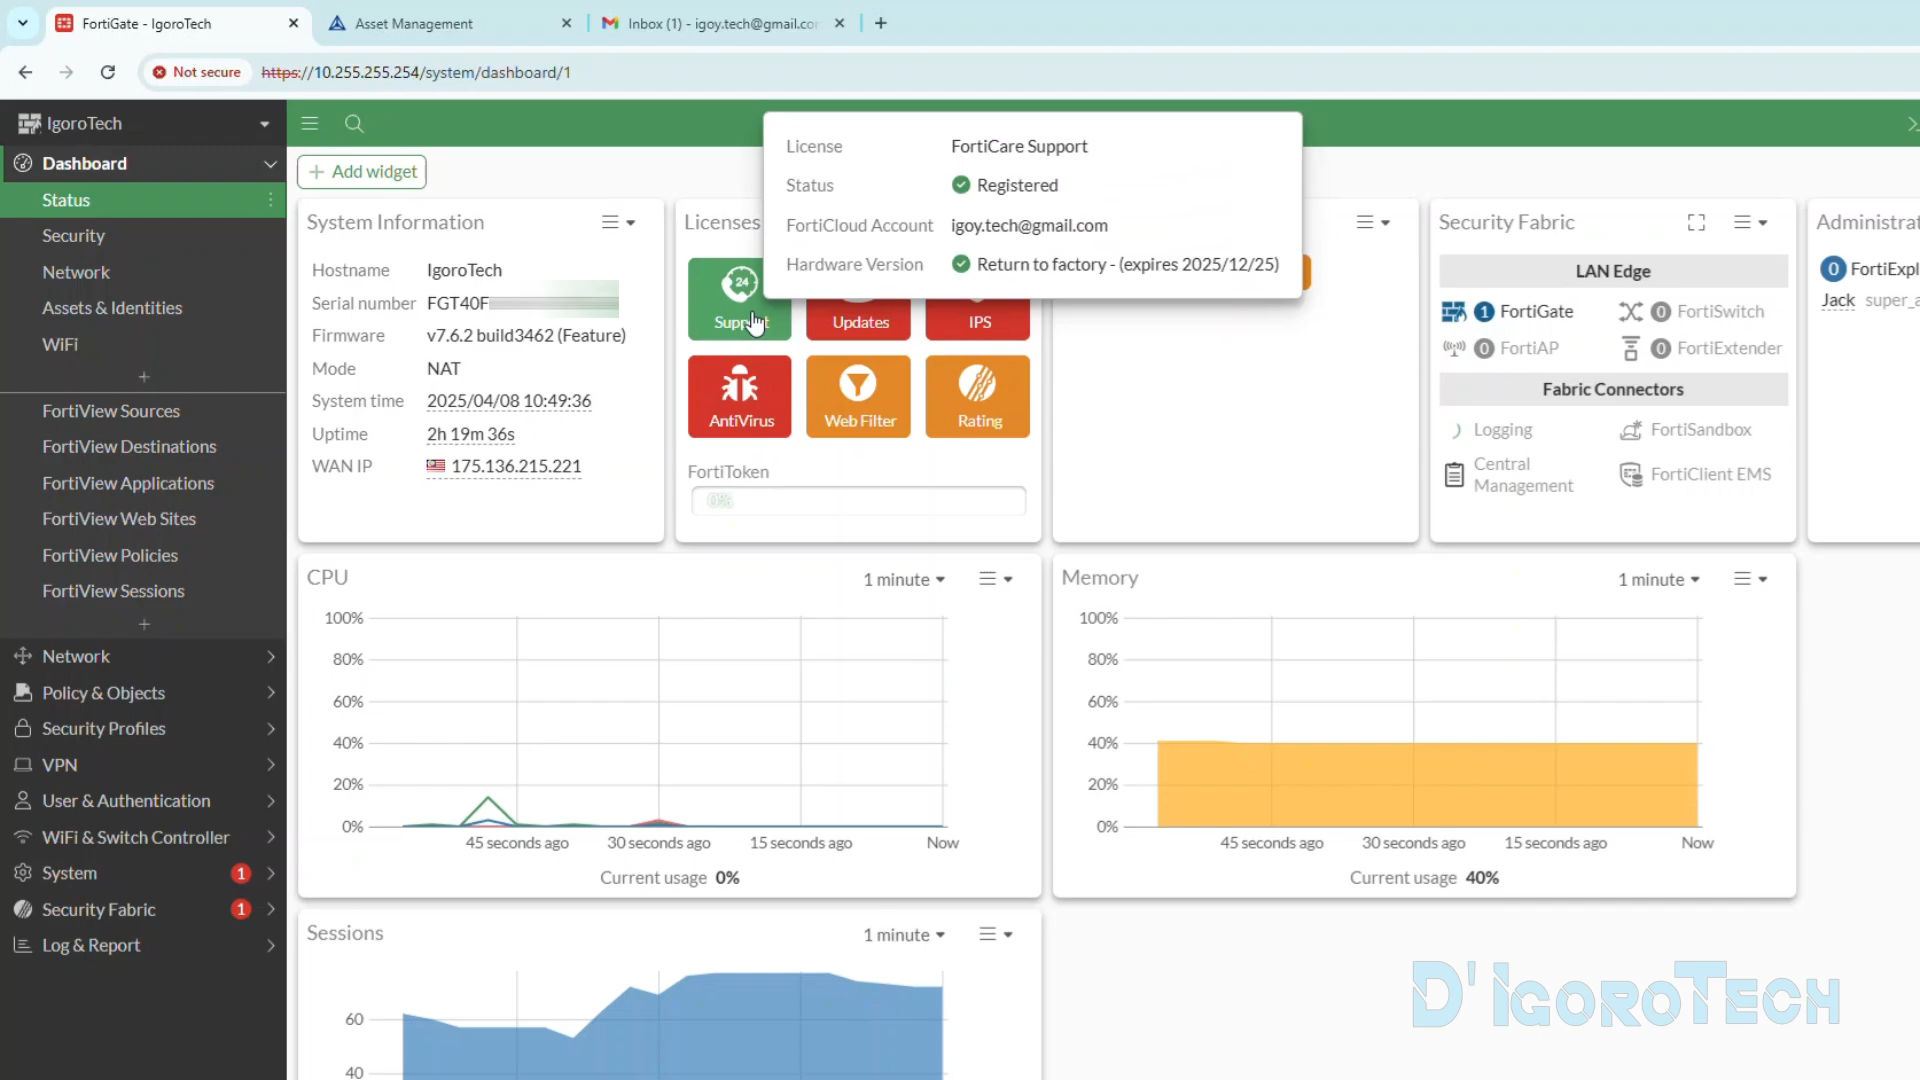 FortiGate - IgoroTech
Asset Management
Inbox (1) - igoy.tech@gmail.co
Not secure
https://10.255.255.254/system/dashboard/1
IgoroTech
Dashboard
Status
Security
Network
Assets & Identities
WiFi
FortiView Sources
FortiView Destinations
FortiView Applications
FortiView Web Sites
FortiView Policies
FortiView Sessions
Network
Policy & Objects
Security Profiles
VPN
User & Authentication
WiFi & Switch Controller
System 1
Security Fabric 1
Log & Report
Add widget
License FortiCare Support
Status Registered
FortiCloud Account igoy.tech@gmail.com
Hardware Version Return to factory - (expires 2025/12/25)
System Information
Hostname IgoroTech
Serial number FGT40F
Firmware v7.6.2 build3462 (Feature)
Mode NAT
System time 2025/04/08 10:49:36
Uptime 2h 19m 36s
WAN IP 175.136.215.221
Licenses
24
Support
Updates
IPS
AntiVirus
Web Filter
Rating
FortiToken
0%
Security Fabric
LAN Edge
1 FortiGate
0 FortiSwitch
0 FortiAP
0 FortiExtender
Fabric Connectors
Logging
FortiSandbox
Central
Management
FortiClient EMS
Administrat
0 FortiExpl
Jack super_a
CPU
1 minute
100%
80%
60%
40%
20%
0%
45 seconds ago
30 seconds ago
15 seconds ago
Now
Current usage 0%
Memory
1 minute
100%
80%
60%
40%
20%
0%
45 seconds ago
30 seconds ago
15 seconds ago
Now
Current usage 40%
Sessions
1 minute
60
40
D'IGOROTECH